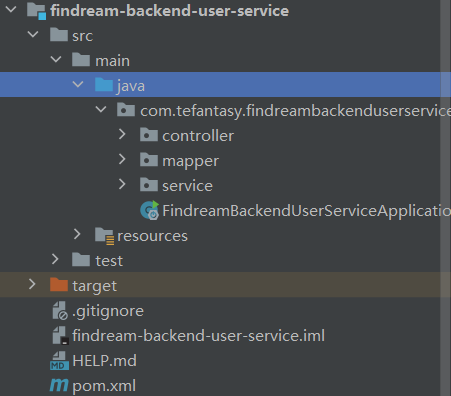 findream-backend-user-service
src
main
java
com.tefantasy.findreambackenduserservice
controller
mapper
service
FindreamBackendUserServiceApplicatio
resources
test
target
.gitignore
findream-backend-user-service.iml
MD HELP.md
m pom.xml